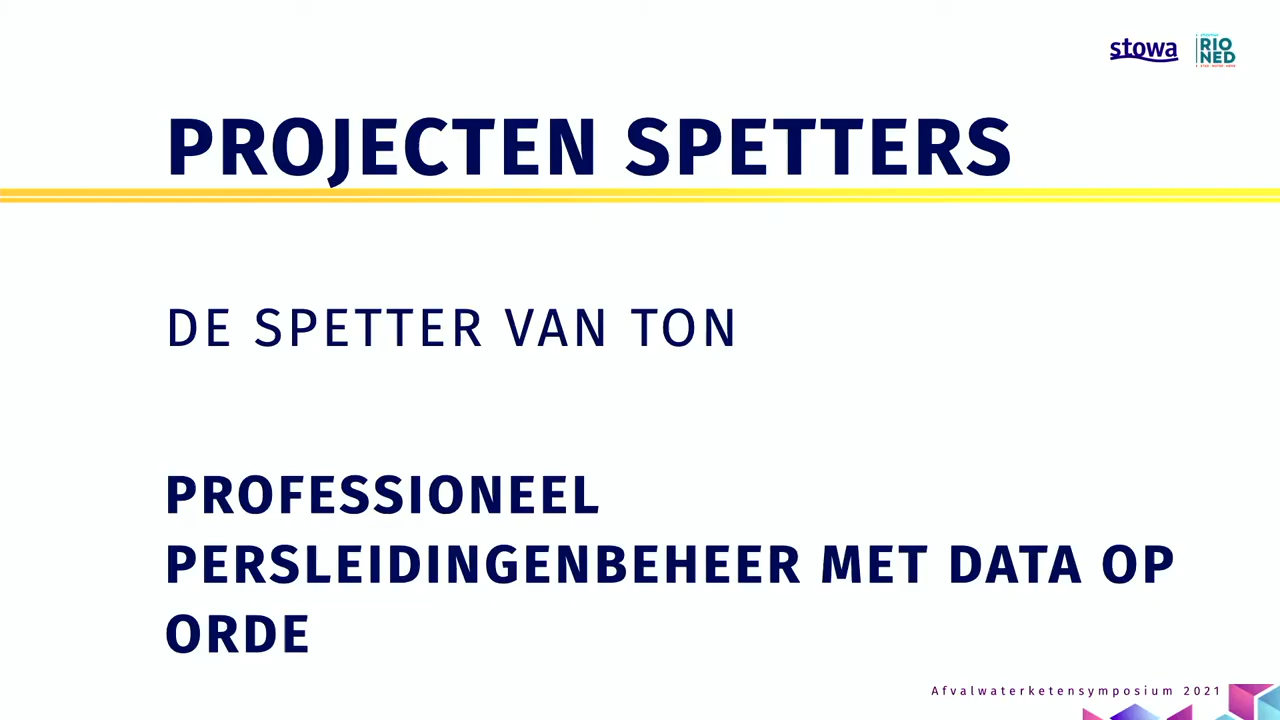 stowa
RIO
NED
PROJECTEN SPETTERS
DE SPETTER VAN TON
PROFESSIONEEL
PERSLEIDINGENBEHEER MET DATA OP
ORDE
Afvalwaterketensymposium 2021